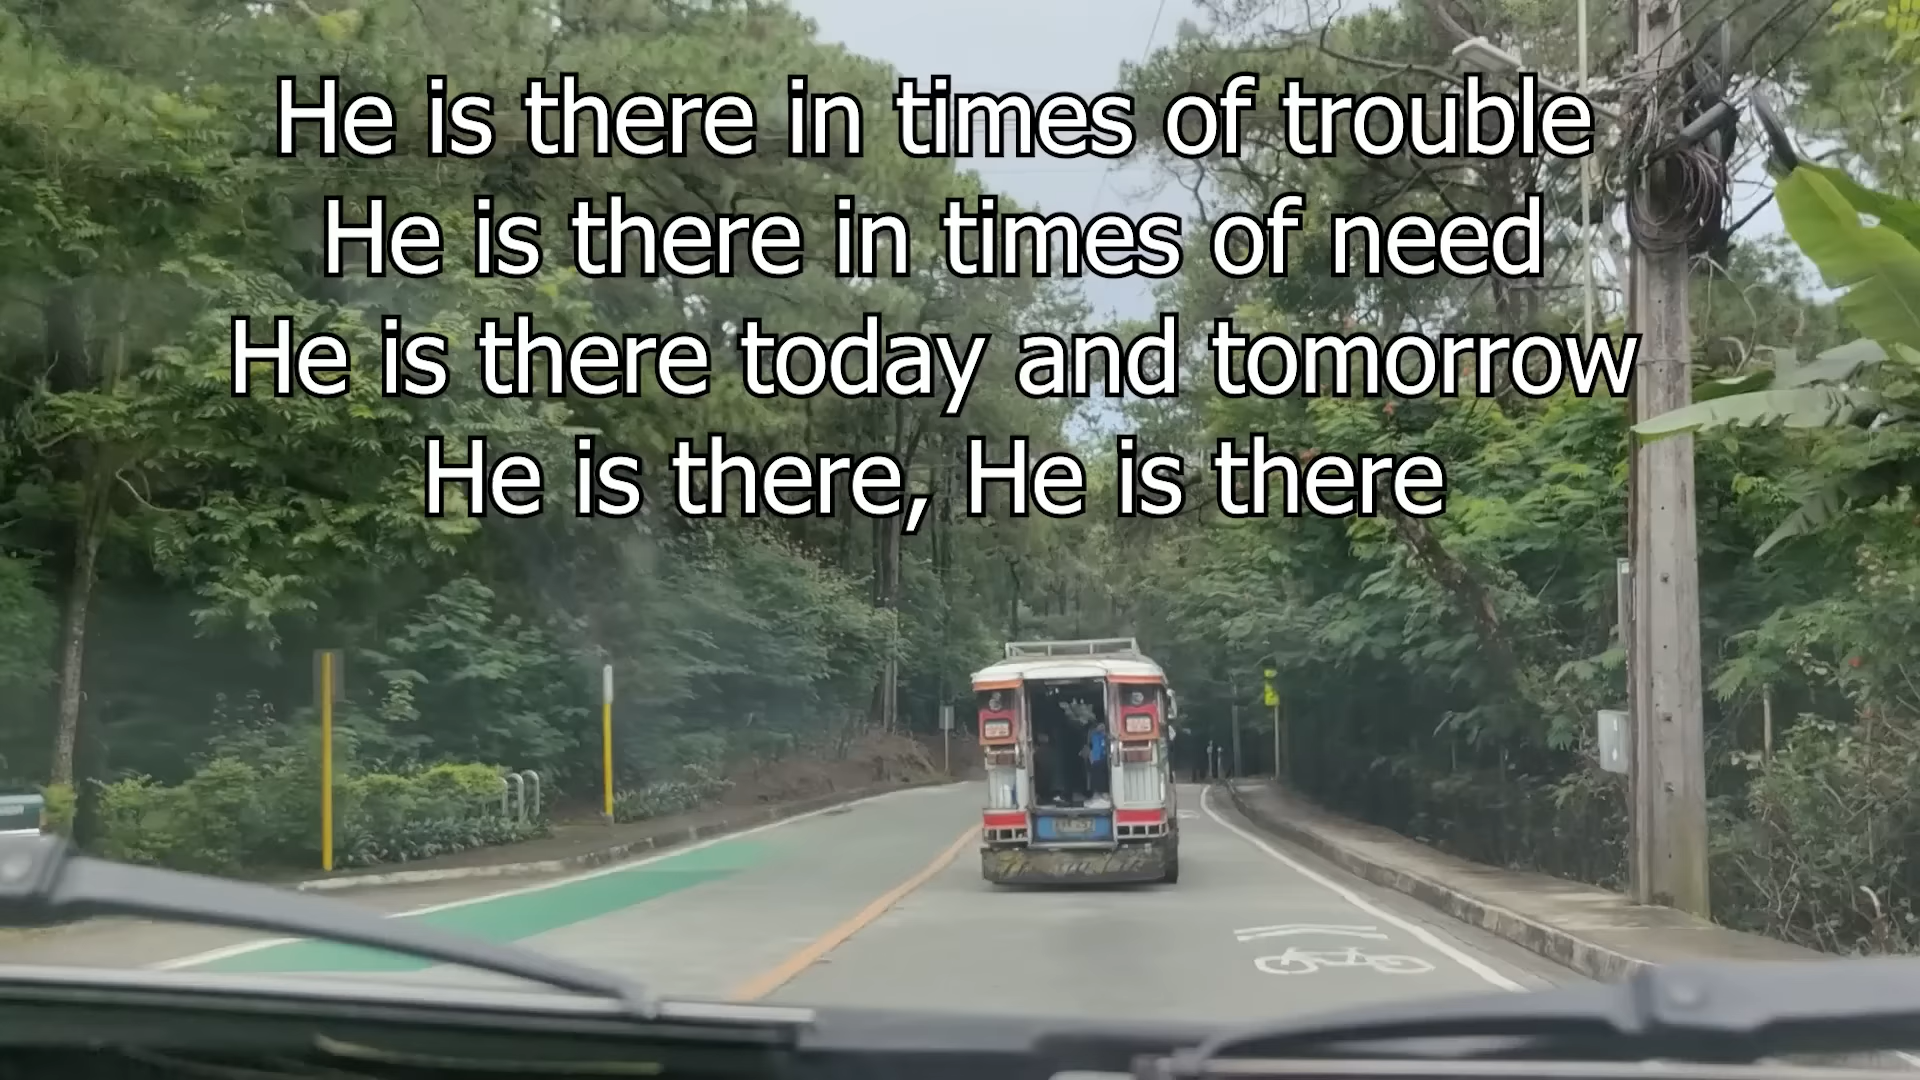 He is there in times of trouble
He is there in times of need
He is there today and tomorrow
He is there, He is there